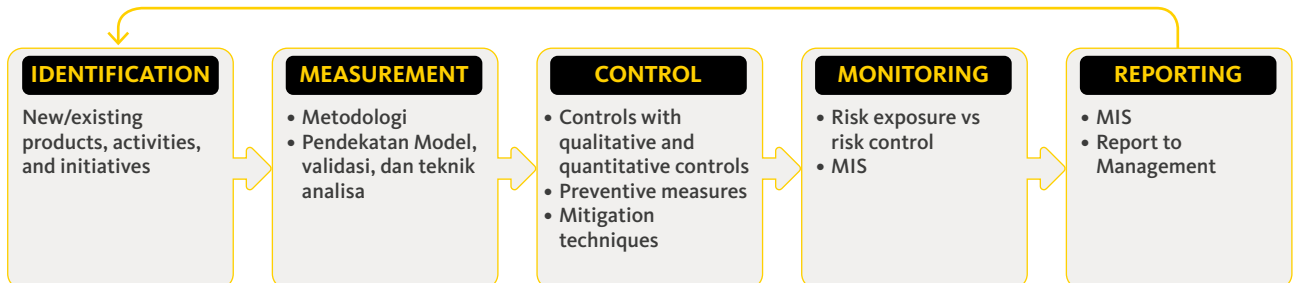 IDENTIFICATION
New/existing
products, activities,
and initiatives
MEASUREMENT
• Metodologi
• Pendekatan Model,
validasi, dan teknik
analisa
CONTROL
• Controls with
qualitative and
quantitative controls
• Preventive measures
• Mitigation
techniques
MONITORING
• Risk exposure vs
risk control
• MIS
REPORTING
• MIS
• Report to
Management